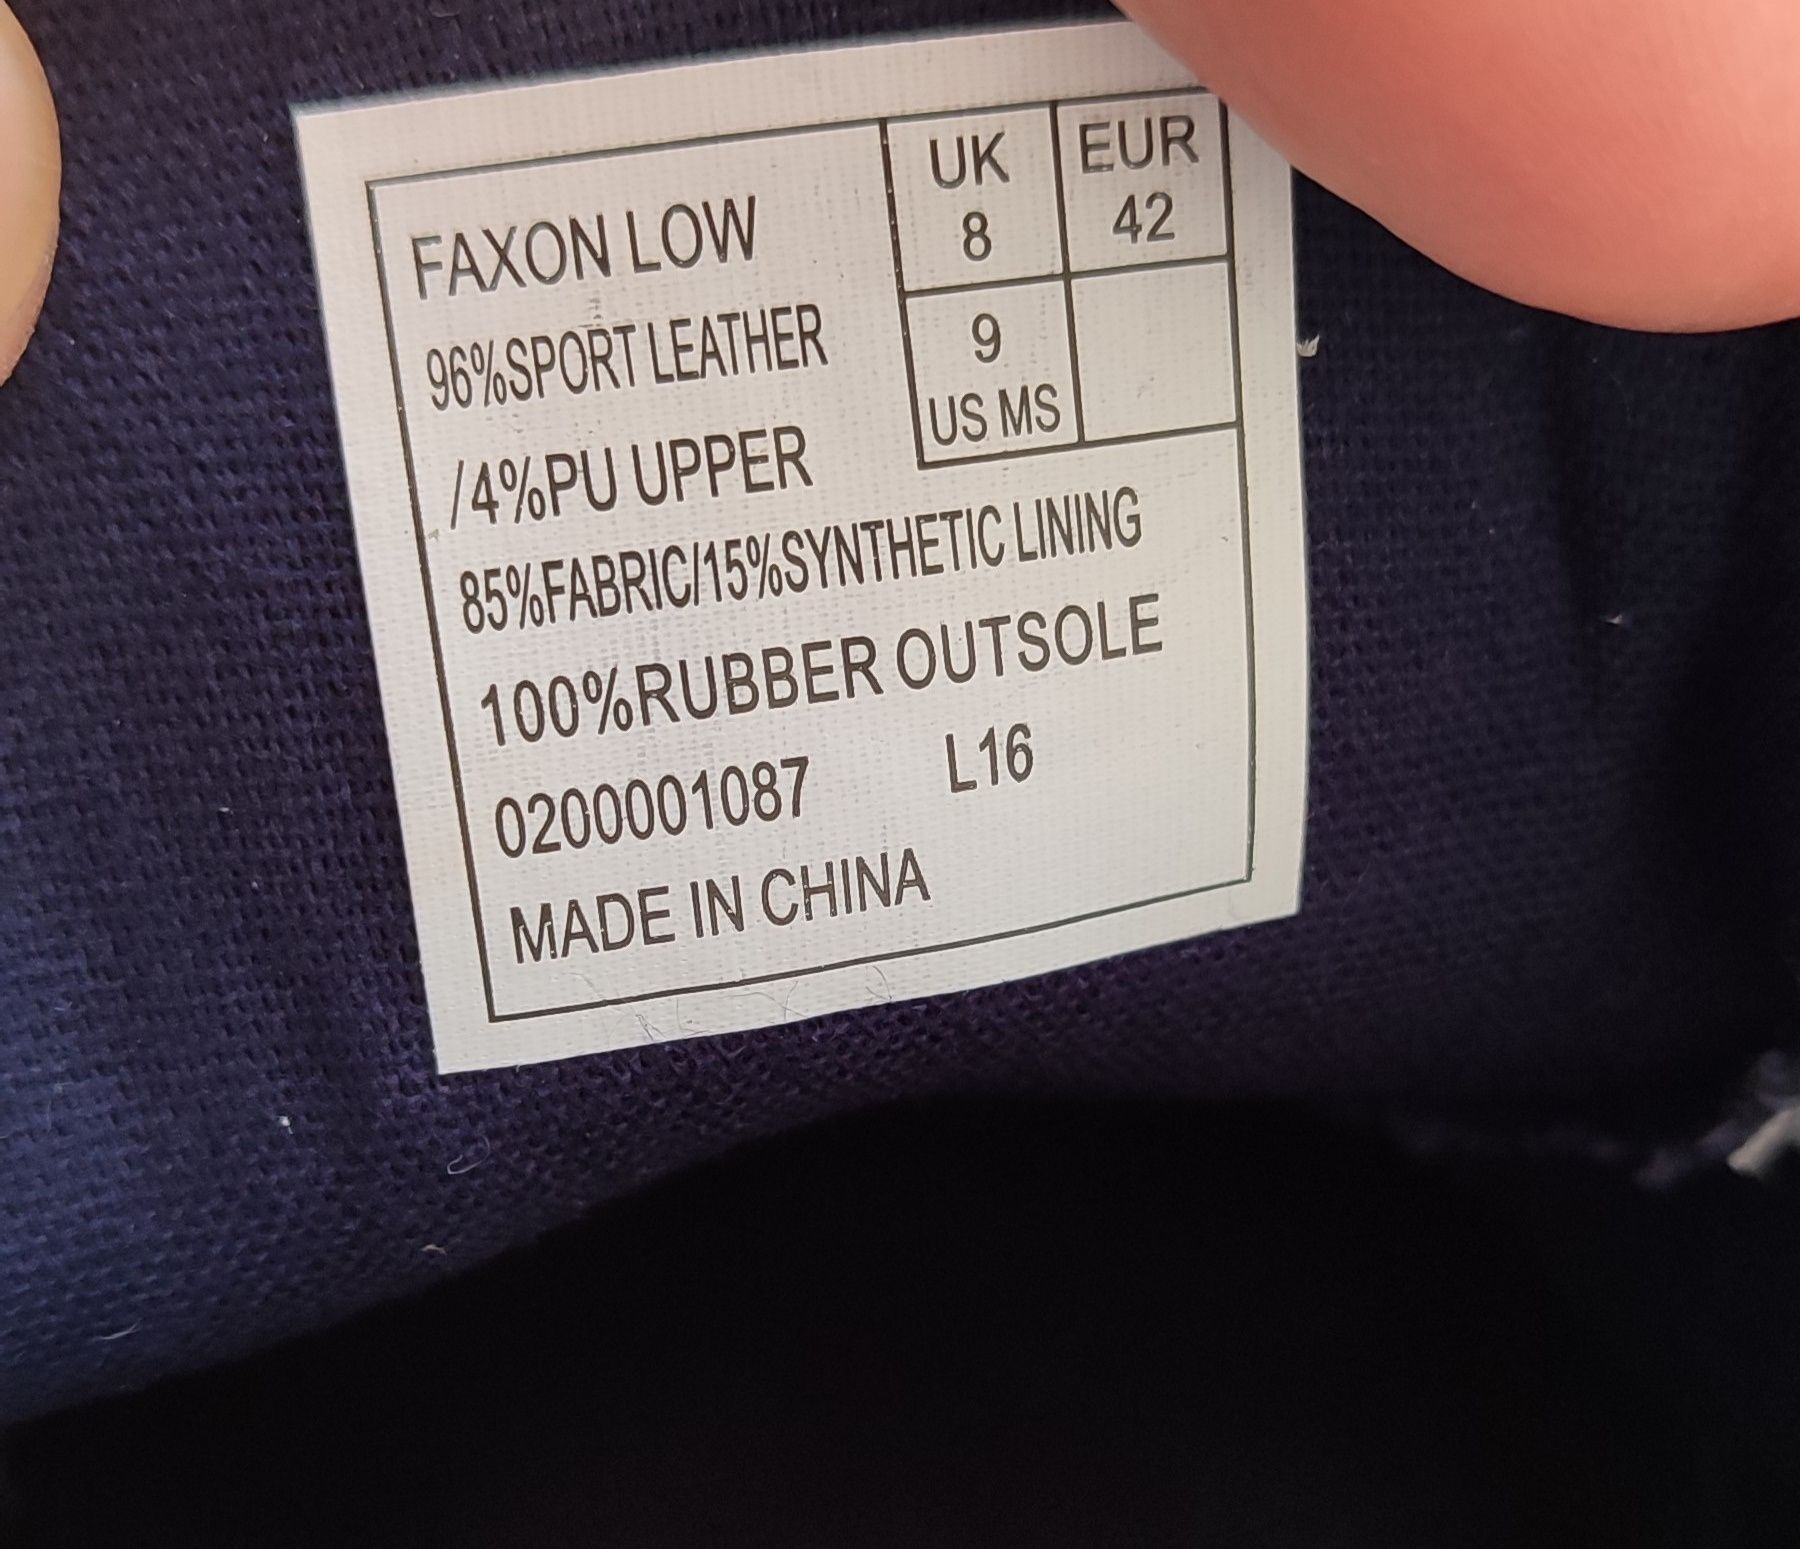 FAXON LOW
UK EUR
8 42
9
US MS
96%SPORT LEATHER
/4%PU UPPER
85%FABRIC/15%SYNTHETIC LINING
100%RUBBER OUTSOLE
0200001087 L16
MADE IN CHINA